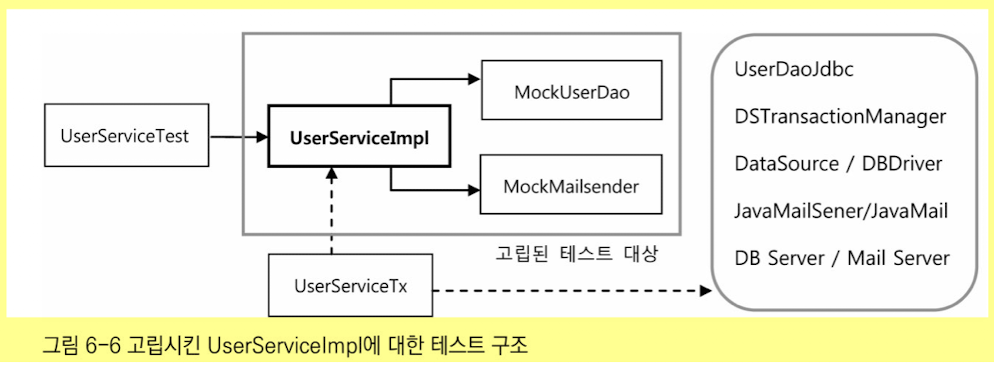 UserServiceTest
UserServiceImpl
MockUserDao
MockMailsender
고립된 테스트 대상
UserServiceTx
UserDaoJdbc
DSTransactionManager
DataSource / DBDriver
JavaMailSener/JavaMail
DB Server / Mail Server
그림 6-6 고립시킨 UserServiceImpl에 대한 테스트 구조